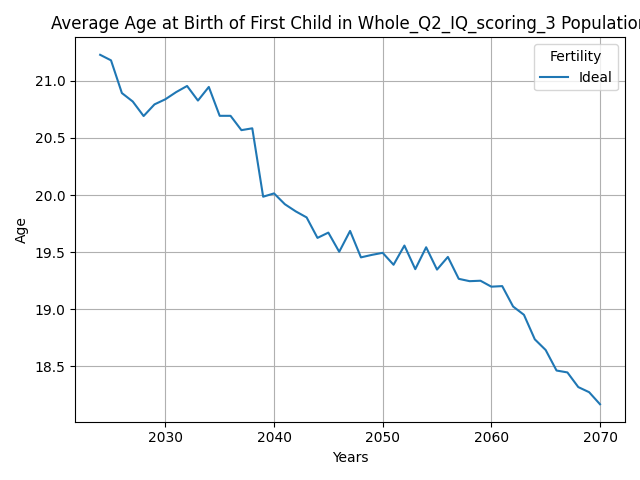 Average Age at Birth of First Child in Whole_Q2_IQ_scoring_3 Population
Fertility
Ideal
21.0
20.5
20.0
19.5
19.0
18.5
Age
2030 2040 2050 2060 2070
Years